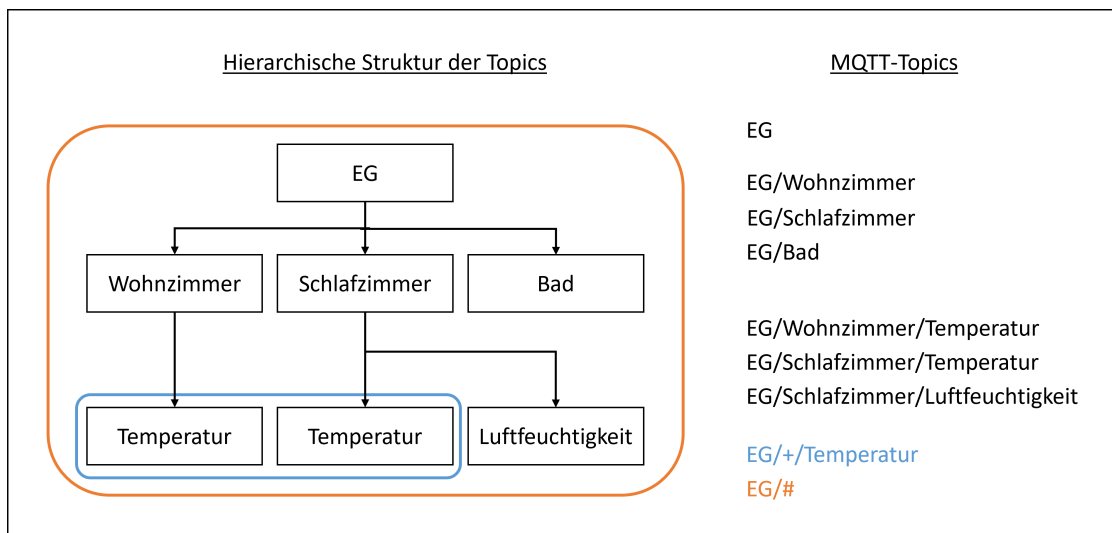 Hierarchische Struktur der Topics
MQTT-Topics
EG
Wohnzimmer
Schlafzimmer
Bad
Temperatur
Temperatur
Luftfeuchtigkeit
EG
EG/Wohnzimmer
EG/Schlafzimmer
EG/Bad
EG/Wohnzimmer/Temperatur
EG/Schlafzimmer/Temperatur
EG/Schlafzimmer/Luftfeuchtigkeit
EG/+/Temperatur
EG/#